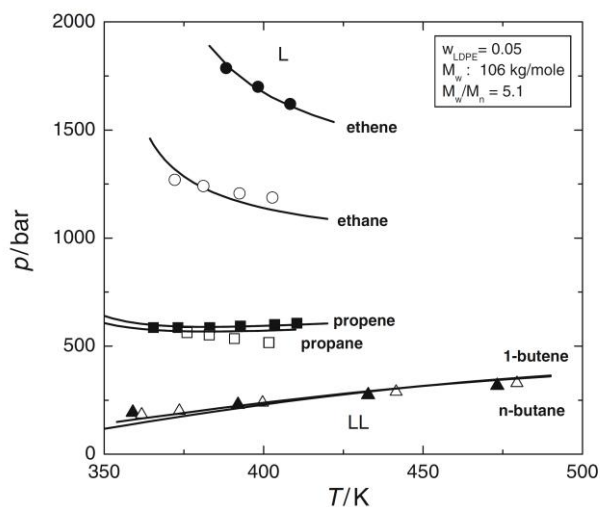 2000
1500
1000
500
0
p/bar
L
w_LDPE = 0.05
M_w : 106 kg/mole
M_w/M_n = 5.1
ethene
ethane
propene
propane
1-butene
n-butane
LL
350
400
450
500
T/K